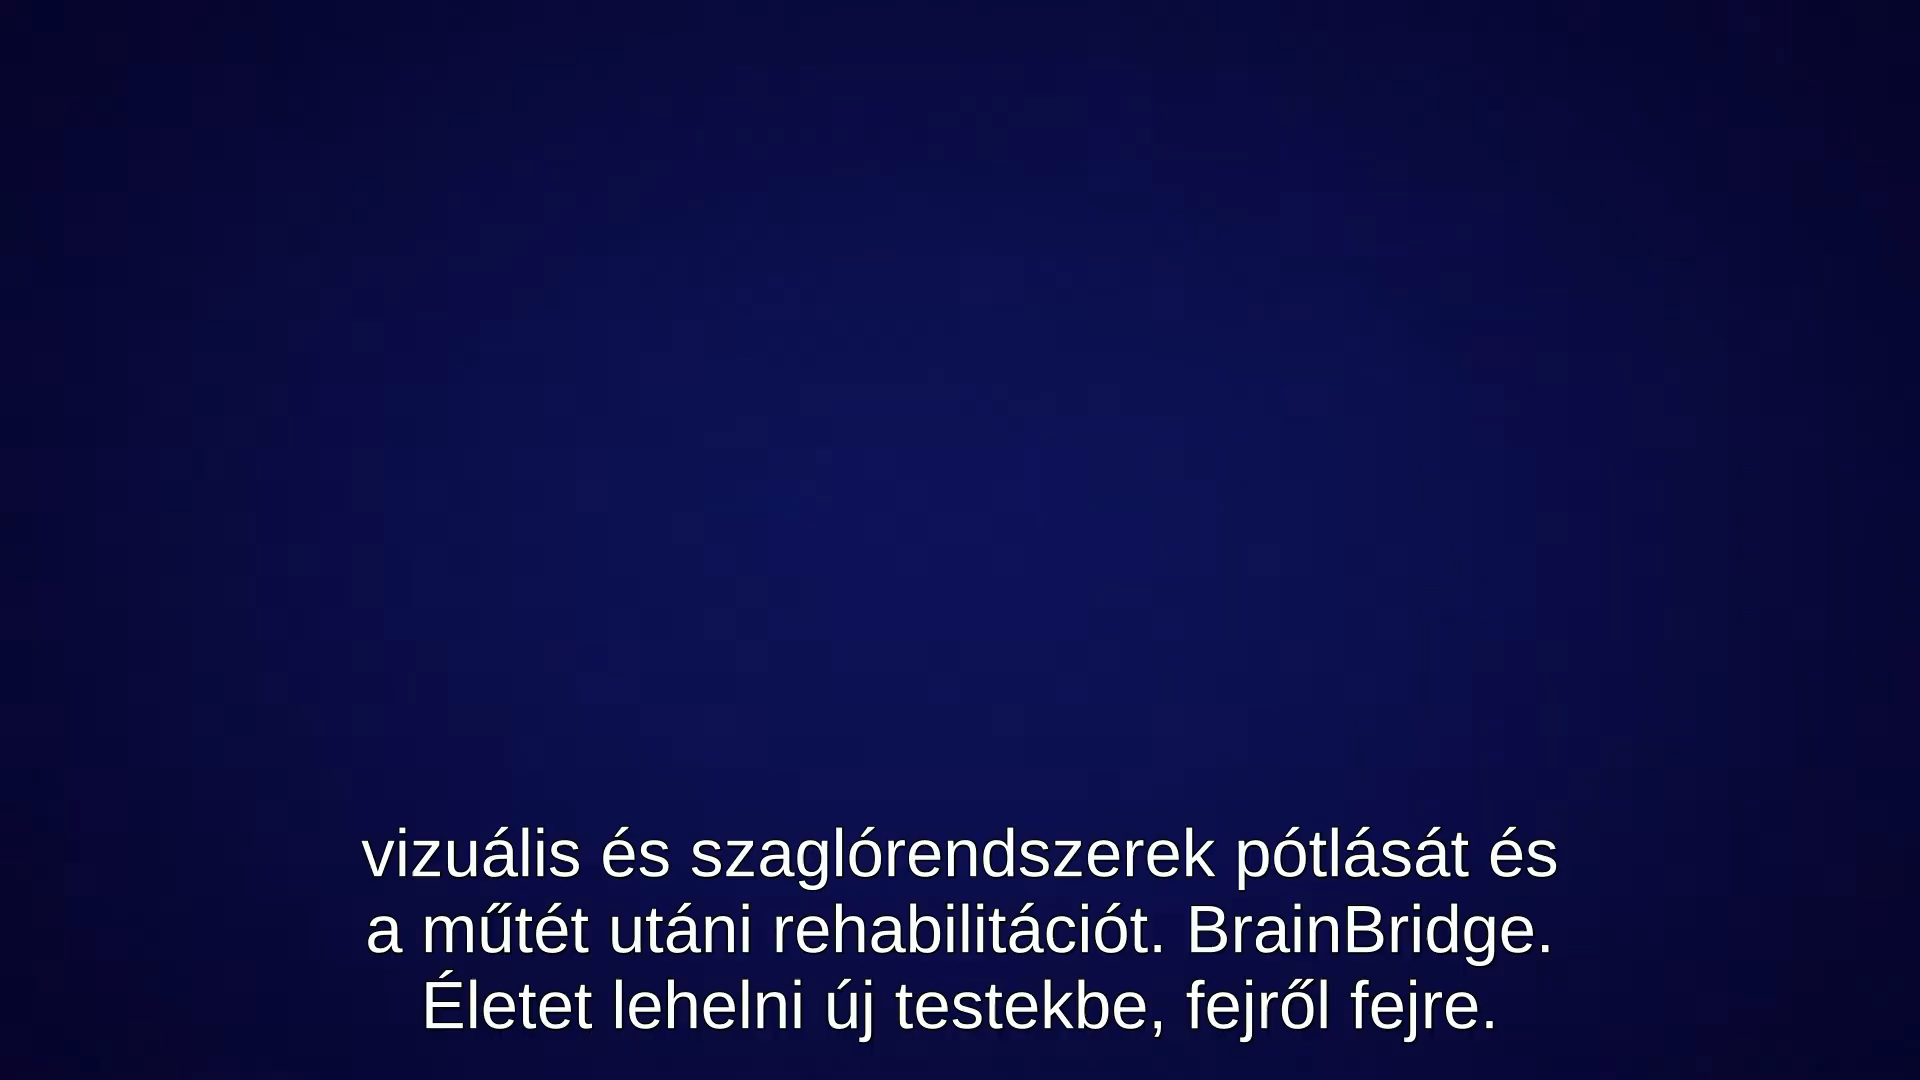 vizuális és szaglórendszerek pótlását és
a műtét utáni rehabilitációt. BrainBridge.
Életet lehelni új testekbe, fejről fejre.